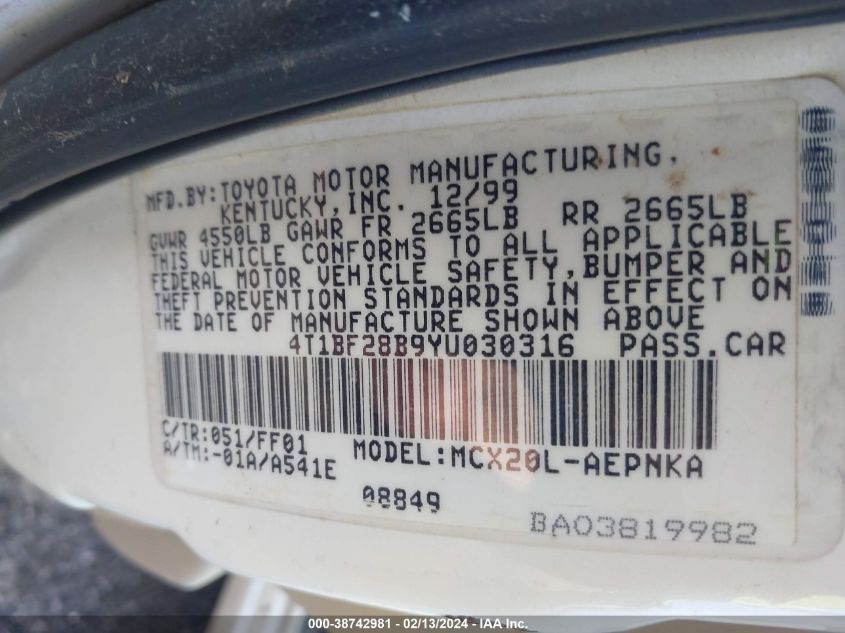 MFD.BY:TOYOTA MOTOR MANUFACTURING,
KENTUCKY,INC. 12/99
GVWR 4550LB GAWR FR 2665LB RR 2665LB
THIS VEHICLE CONFORMS TO ALL APPLICABLE
FEDERAL MOTOR VEHICLE SAFETY,BUMPER AND
THEFT PREVENTION STANDARDS IN EFFECT ON
THE DATE OF MANUFACTURE SHOWN ABOVE
4T1BF28B9YU030316 PASS.CAR
C/TR:051/FF01
A/TM:-01A/A541E
MODEL:MCX20L-AEPNKA
08849
BA03819982
000-38742981 - 02/13/2024 - IAA, Inc.